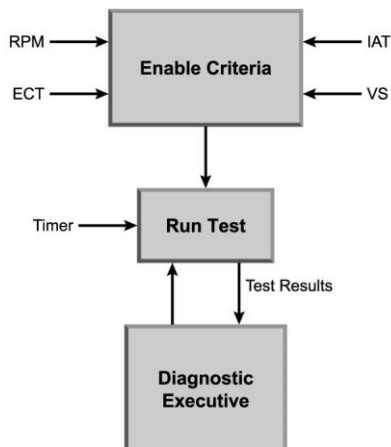 RPM
IAT
Enable Criteria
ECT
VS
Timer
Run Test
Test Results
Diagnostic
Executive